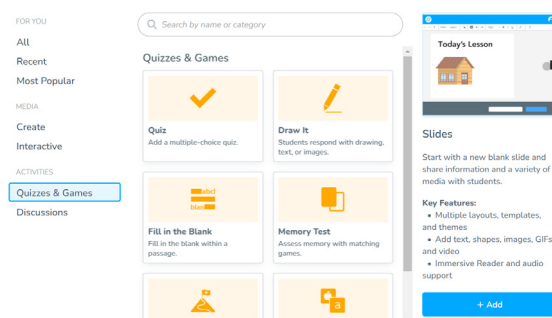 FOR YOU
All
Recent
Most Popular
MEDIA
Create
Interactive
ACTIVITIES
Quizzes & Games
Discussions
Search by name or category
Quizzes & Games
Quiz
Add a multiple-choice quiz.
Draw It
Students respond with drawing,
text, or images.
abcd
blan
Fill in the Blank
Fill in the blank within a
passage.
Memory Test
Assess memory with matching
games.
a
Today's Lesson
Slides
Start with a new blank slide and
share information and a variety of
media with students.
Key Features:
• Multiple layouts, templates,
and themes
• Add text, shapes, images, GIFs
and video
• Immersive Reader and audio
support
+ Add